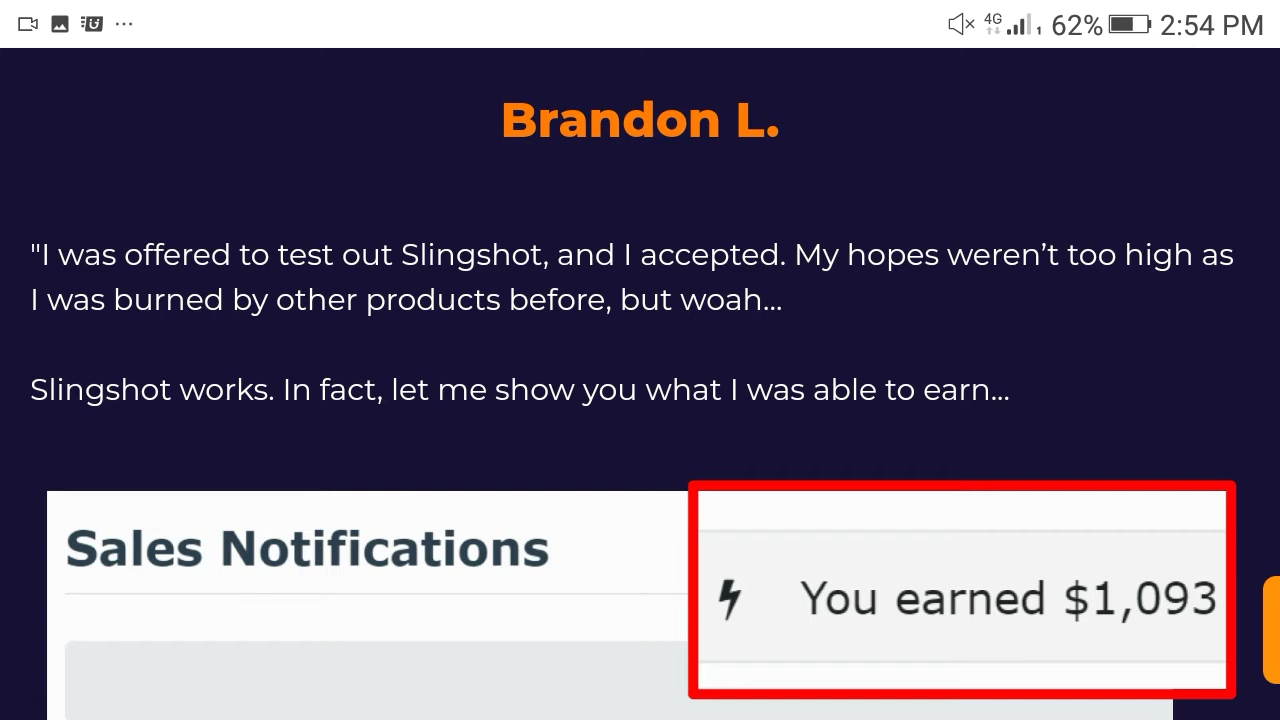 4G 1 62% 2:54 PM
Brandon L.
"I was offered to test out Slingshot, and I accepted. My hopes weren’t too high as
I was burned by other products before, but woah...
Slingshot works. In fact, let me show you what I was able to earn...
Sales Notifications
You earned $1,093